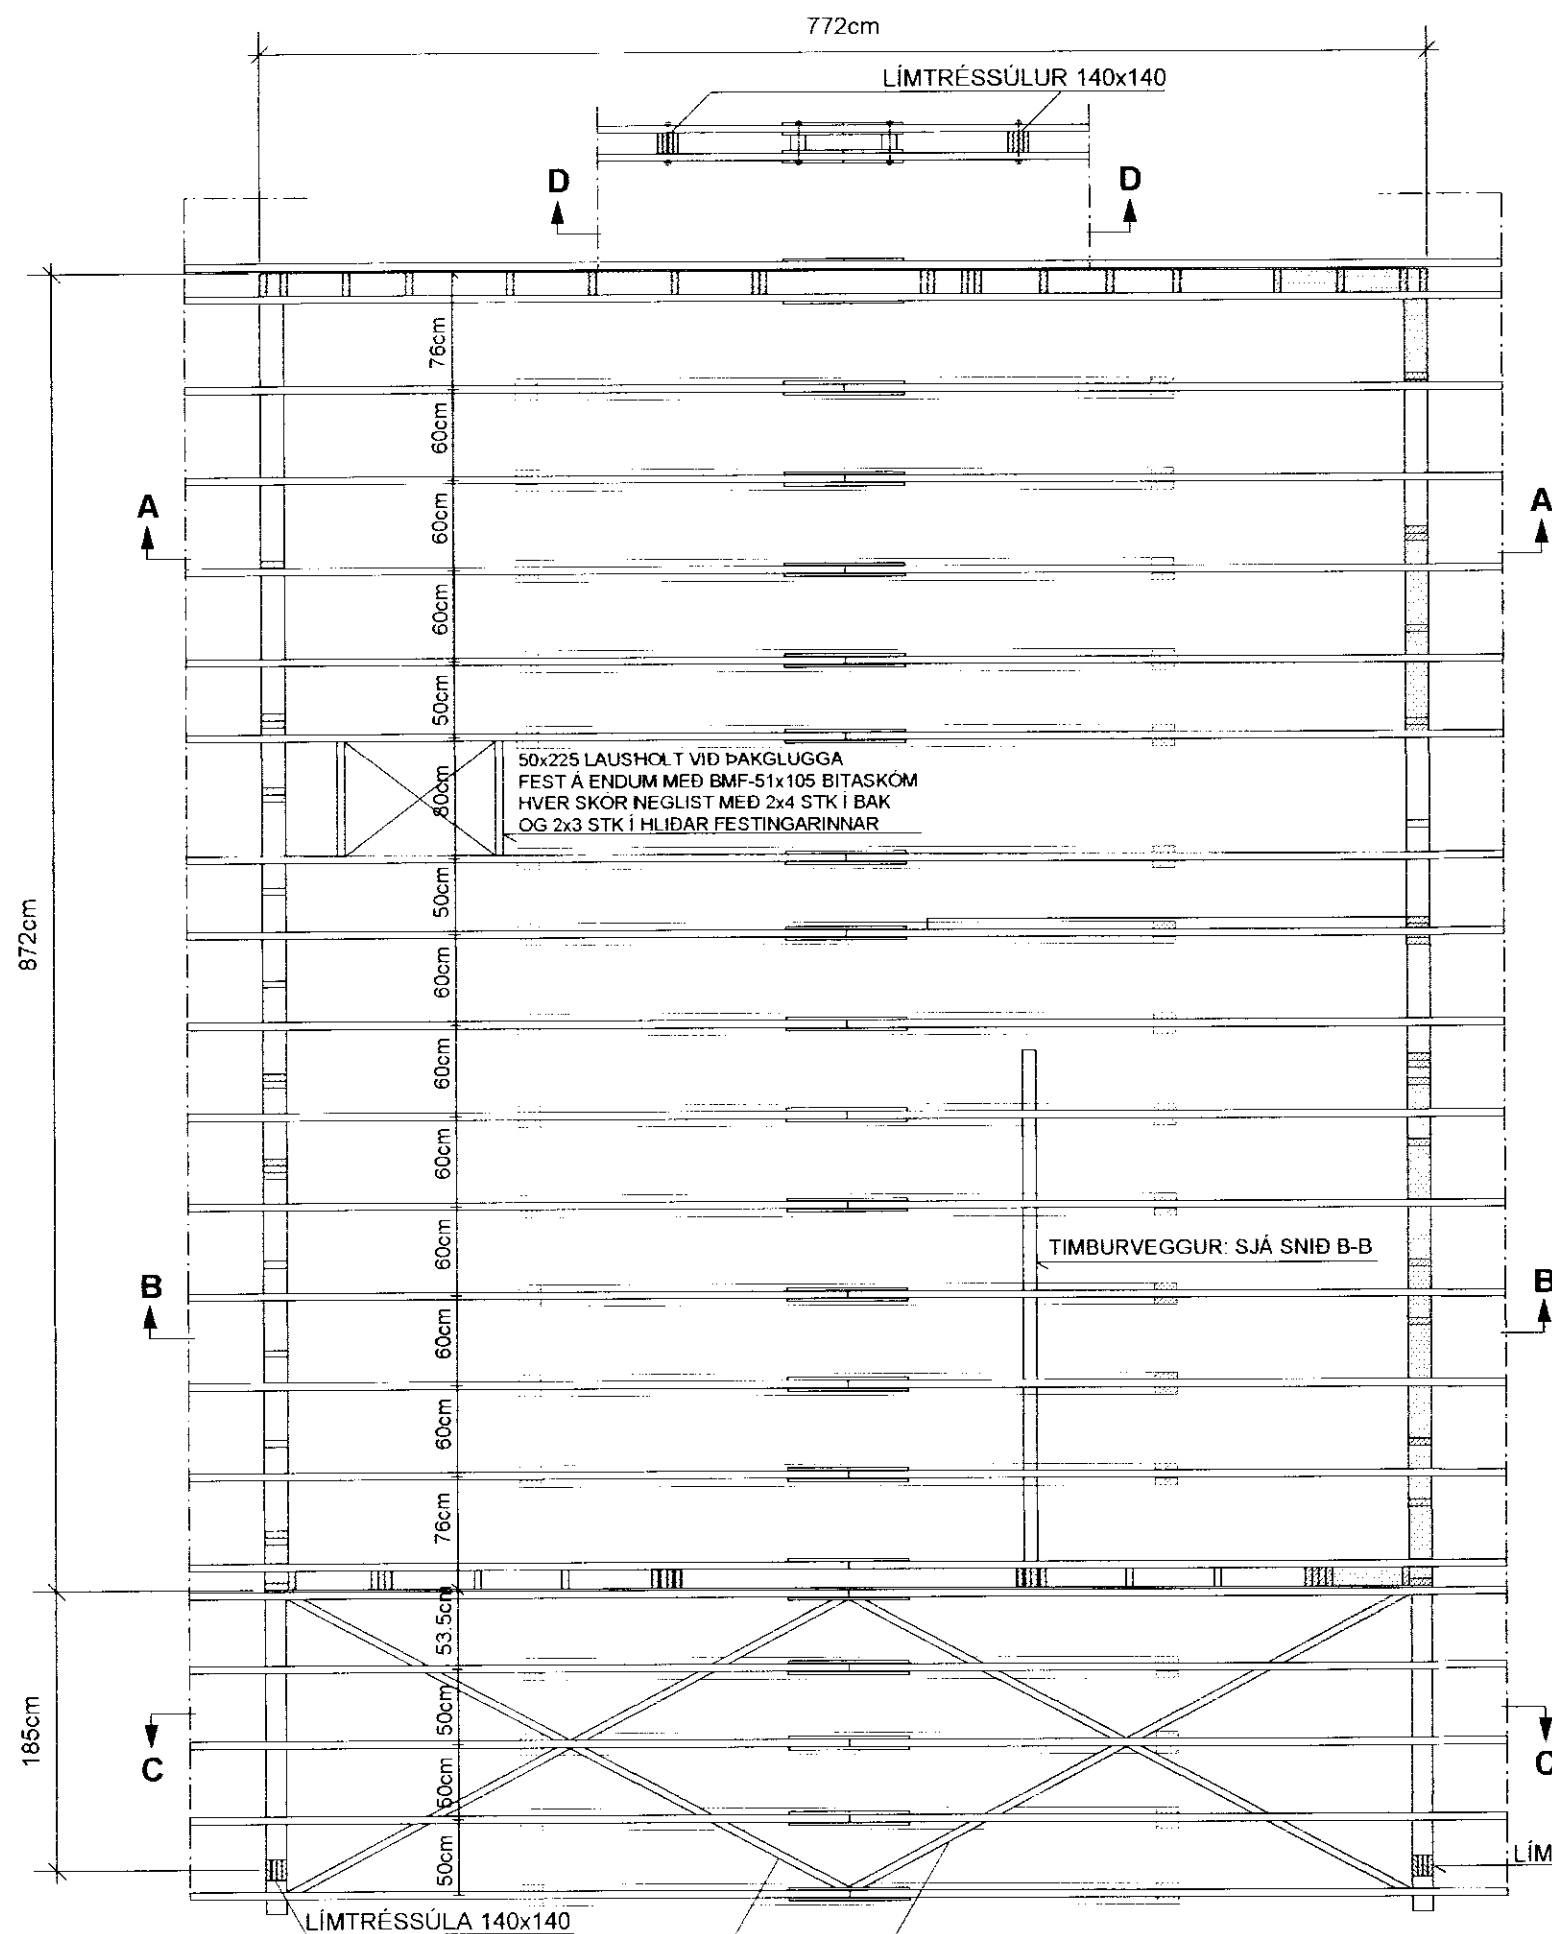 772cm
LÍMTRÉSSÚLUR 140x140
D
D
76cm
60cm
60cm
A
A
60cm
50cm
50x225 LAUSHOLT VIÐ ÞAKGLUGGA
FEST Á ENDUM MEÐ BMF-51x105 BITASKÓM
HVER SKÓR NEGLIST MEÐ 2x4 STK Í BAK
OG 2x3 STK Í HLIÐAR FESTINGARINNAR
80cm
50cm
872cm
60cm
60cm
60cm
60cm
TIMBURVEGGUR: SJÁ SNIÐ B-B
B
B
60cm
60cm
76cm
53.5cm
50cm
185cm
C
C
50cm
50cm
LÍM
LÍMTRÉSSÚLA 140x140